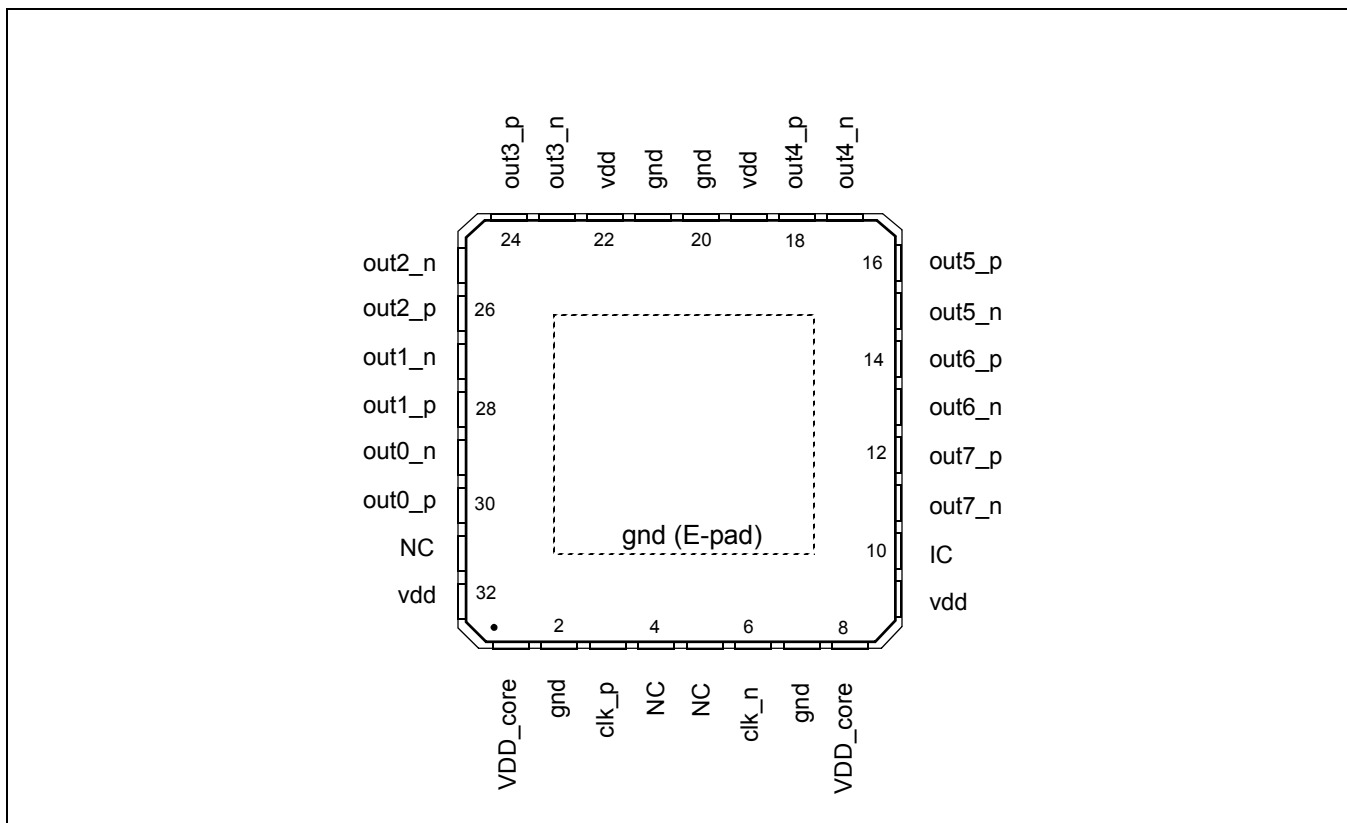 out3_p out3_n vdd gnd gnd vdd out4_p out4_n
24 22 20 18
out2_n 16 out5_p
out2_p 26 out5_n
out1_n 14 out6_p
out1_p 28 out6_n
out0_n 12 out7_p
out0_p 30 out7_n
gnd (E-pad)
NC 10 IC
vdd 32 vdd
2 4 6 8
VDD_core gnd clk_p NC NC clk_n gnd VDD_core